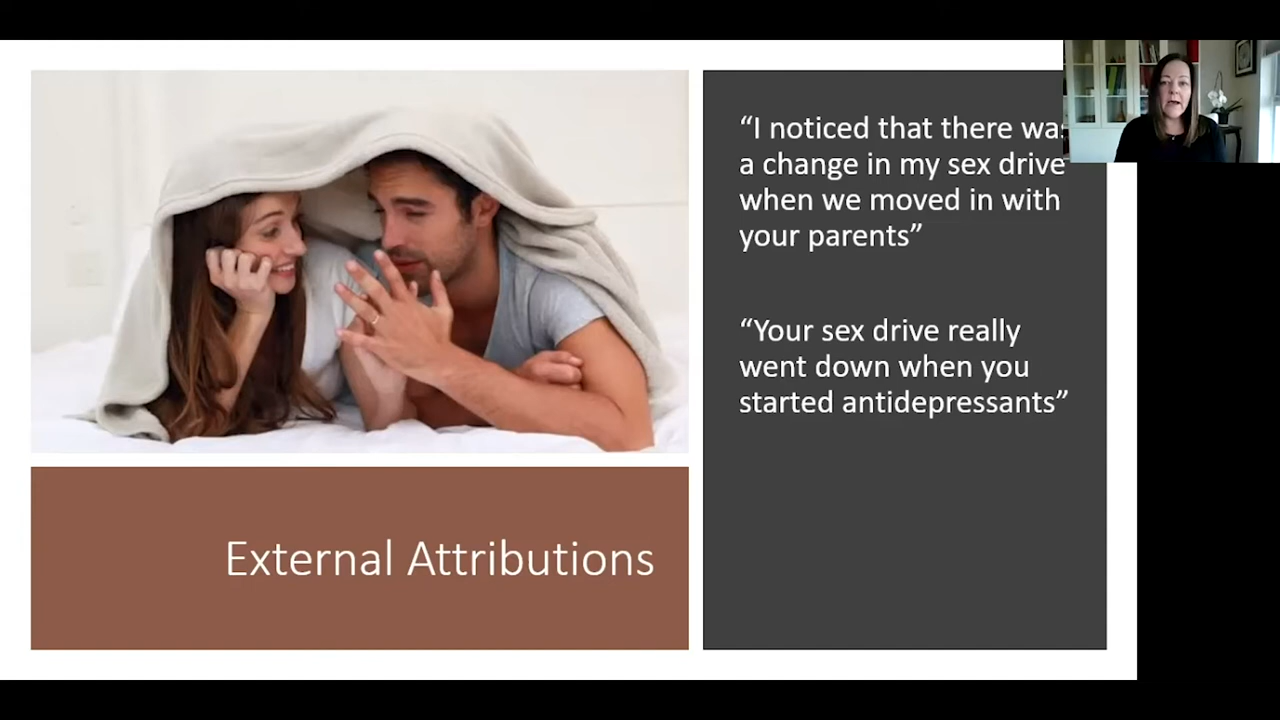 “I noticed that there was
a change in my sex drive
when we moved in with
your parents”
“Your sex drive really
went down when you
started antidepressants”
External Attributions